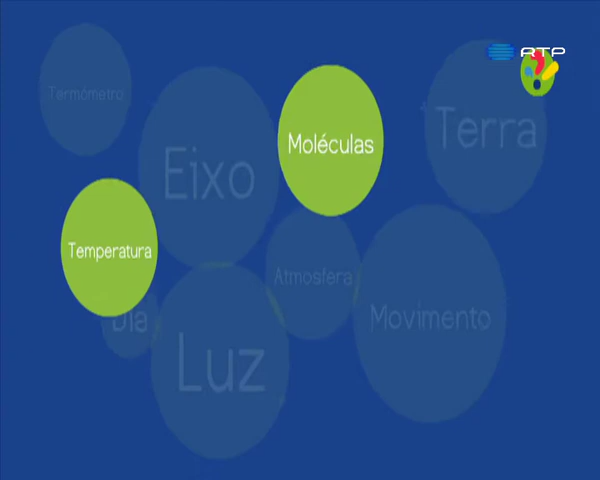 RTP
Termómetro
Moléculas
Terra
Eixo
Temperatura
Atmosfera
Dia
Movimento
Luz